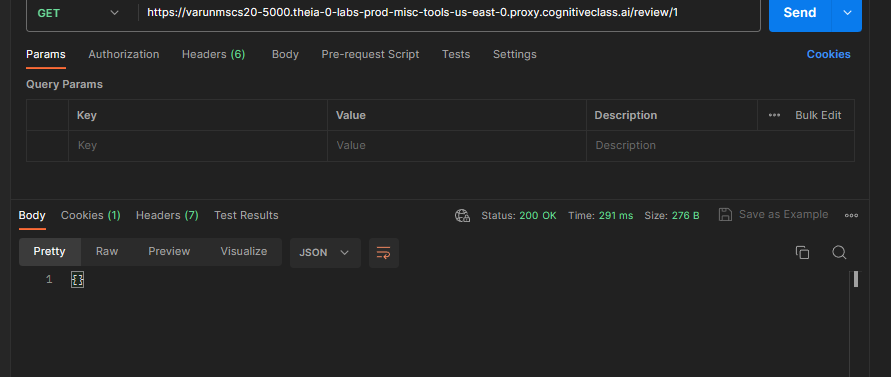 GET https://varunmscs20-5000.theia-0-labs-prod-misc-tools-us-east-0.proxy.cognitiveclass.ai/review/1 Send
Params Authorization Headers (6) Body Pre-request Script Tests Settings Cookies
Query Params
Key Value Description ••• Bulk Edit
Key Value Description
Body Cookies (1) Headers (7) Test Results Status: 200 OK Time: 291 ms Size: 276 B Save as Example •••
Pretty Raw Preview Visualize JSON
1 {}